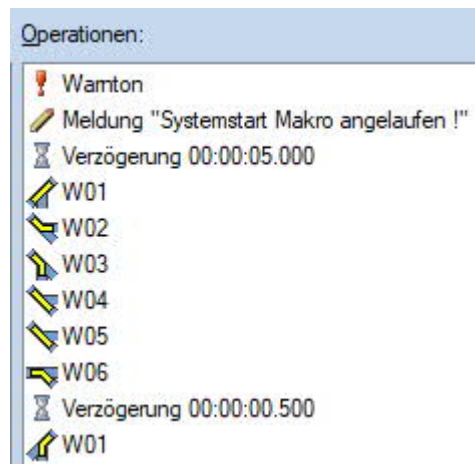 Operationen:
Warnton
Meldung "Systemstart Makro angelaufen !"
Verzögerung 00:00:05.000
W01
W02
W03
W04
W05
W06
Verzögerung 00:00:00.500
W01